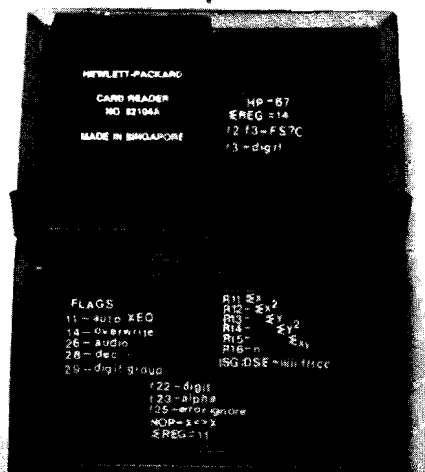 HEWLETT-PACKARD
CARD READER
NO 82104A
MADE IN SINGAPORE
HP-67
ΣREG =14
f2 f3=FS?C
f3-digit
FLAGS
11-auto XEQ
14-overwrite
26-audio
28-dec
29-digit group
R11 Σx
R12- Σx²
R13- Σy
R14- Σy²
R15- Σxy
R16-n
ISG/DSE-iiiii.fffcc
f22-digit
f23-alpha
f25-error ignore
NOP-X<>X
ΣREG=11